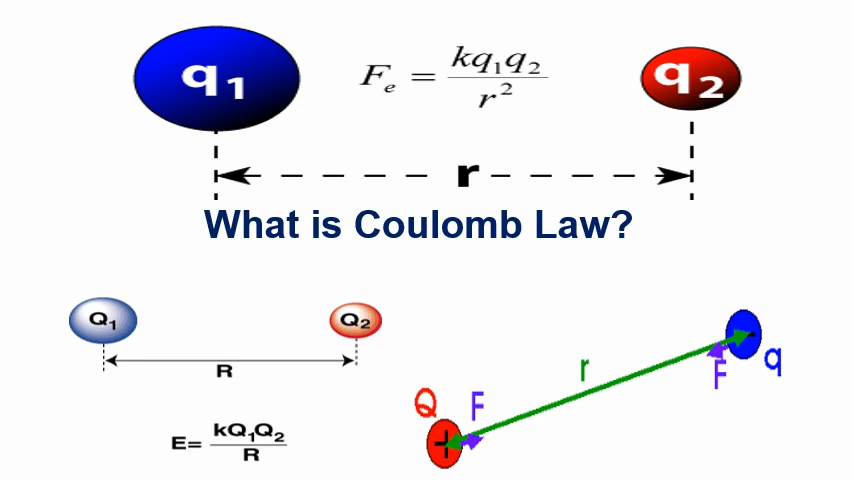 q₁
Fₑ = kq₁q₂ / r²
q₂
r
What is Coulomb Law?
Q₁
Q₂
R
E= kQ₁Q₂ / R
Q
F
+
r
F
-
q